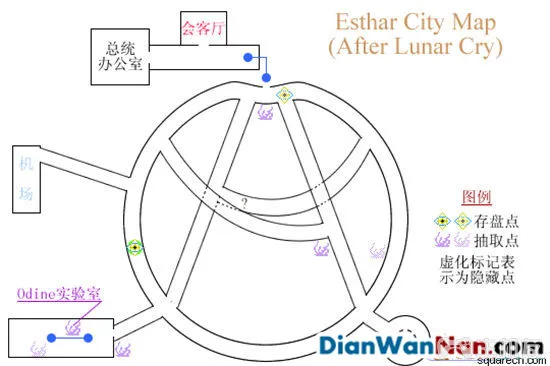 会客厅
Esthar City Map
(After Lunar Cry)
总统
办公室
机
场
?
图例
存盘点
抽取点
虚化标记表
示为隐藏点
Odine实验室
DianWanNan.com
squarecn.com